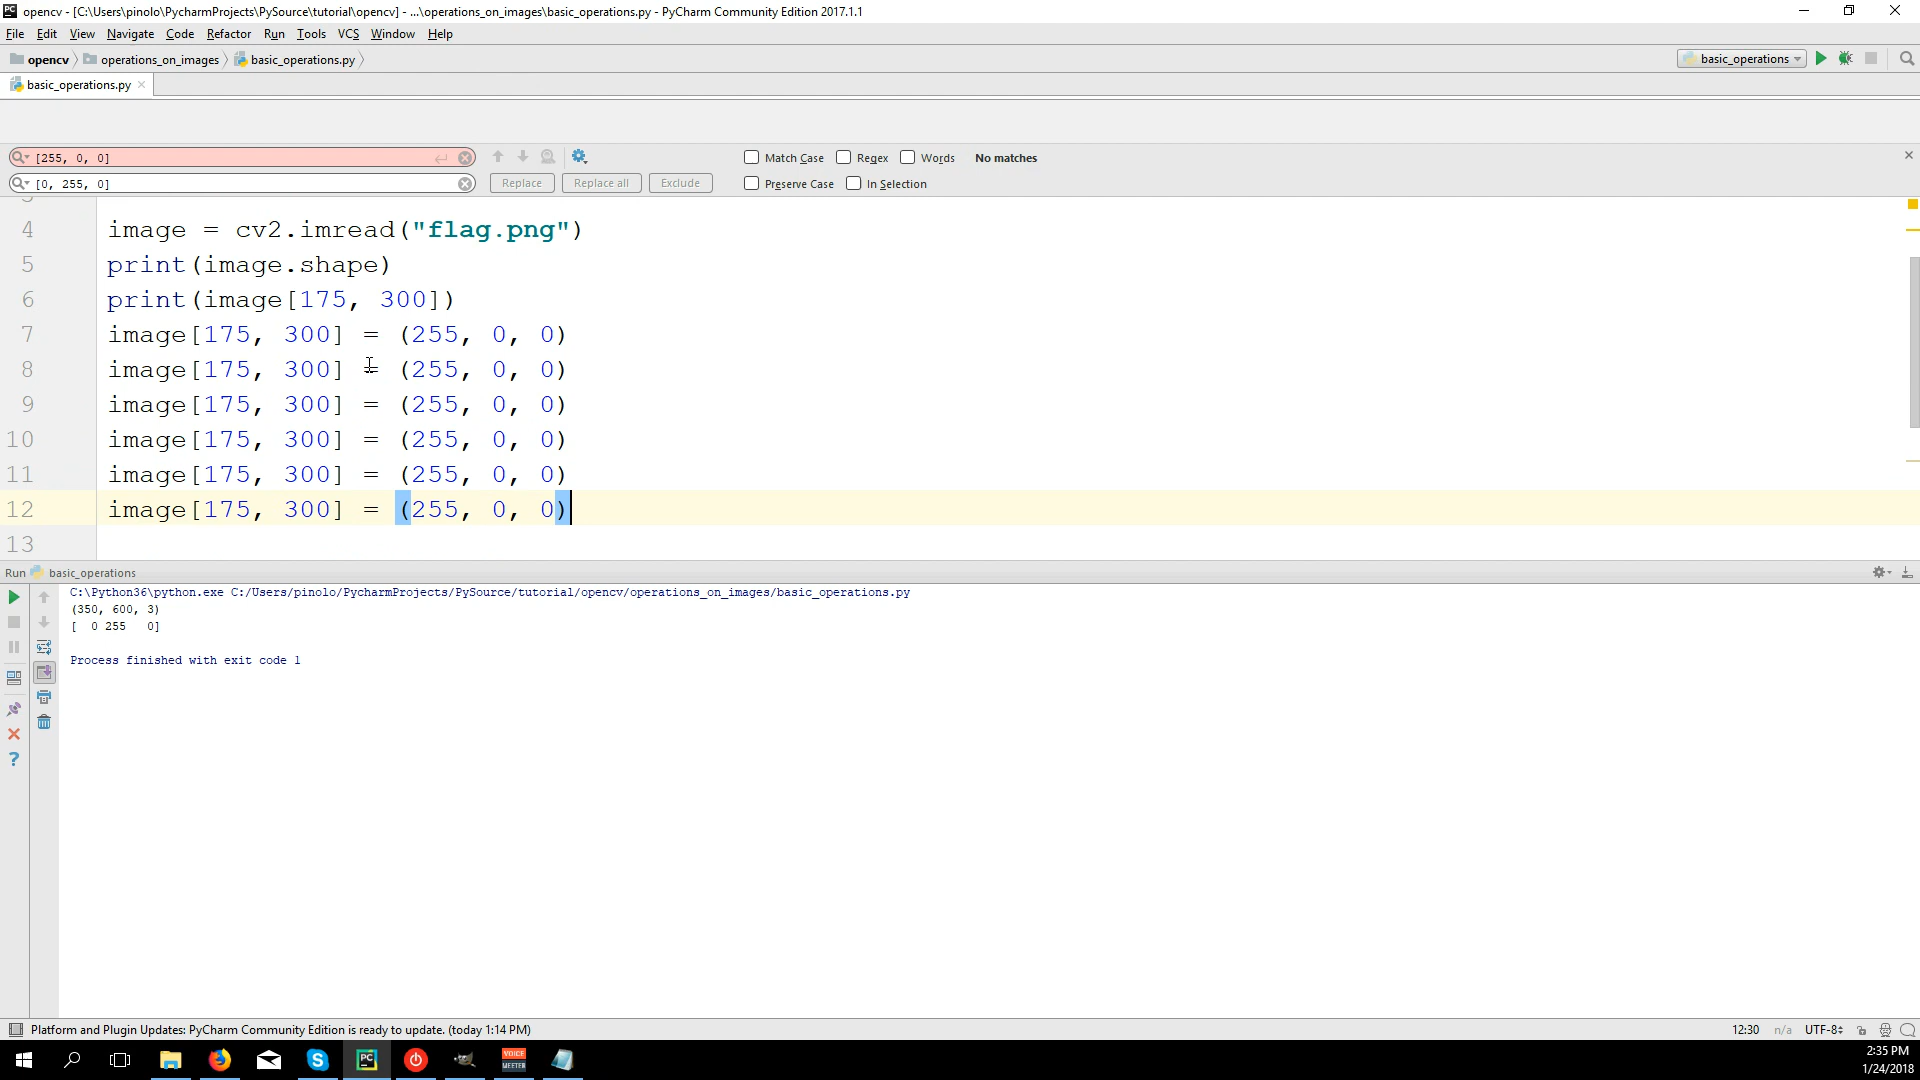 opencv - [C:\Users\pinolo\PycharmProjects\PySource\tutorial\opencv] - ...\operations_on_images\basic_operations.py - PyCharm Community Edition 2017.1.1
File Edit View Navigate Code Refactor Run Tools VCS Window Help
opencv operations_on_images basic_operations.py basic_operations
basic_operations.py
[255, 0, 0] Match Case Regex Words No matches
[0, 255, 0] Replace Replace all Exclude Preserve Case In Selection
4 image = cv2.imread("flag.png")
5 print(image.shape)
6 print(image[175, 300])
7 image[175, 300] = (255, 0, 0)
8 image[175, 300] = (255, 0, 0)
9 image[175, 300] = (255, 0, 0)
10 image[175, 300] = (255, 0, 0)
11 image[175, 300] = (255, 0, 0)
12 image[175, 300] = (255, 0, 0)
13
Run basic_operations
C:\Python36\python.exe C:/Users/pinolo/PycharmProjects/PySource/tutorial/opencv/operations_on_images/basic_operations.py
(350, 600, 3)
[  0 255   0]
Process finished with exit code 1
Platform and Plugin Updates: PyCharm Community Edition is ready to update. (today 1:14 PM) 12:30 n/a UTF-8
PC VOICE MEETER
2:35 PM
1/24/2018